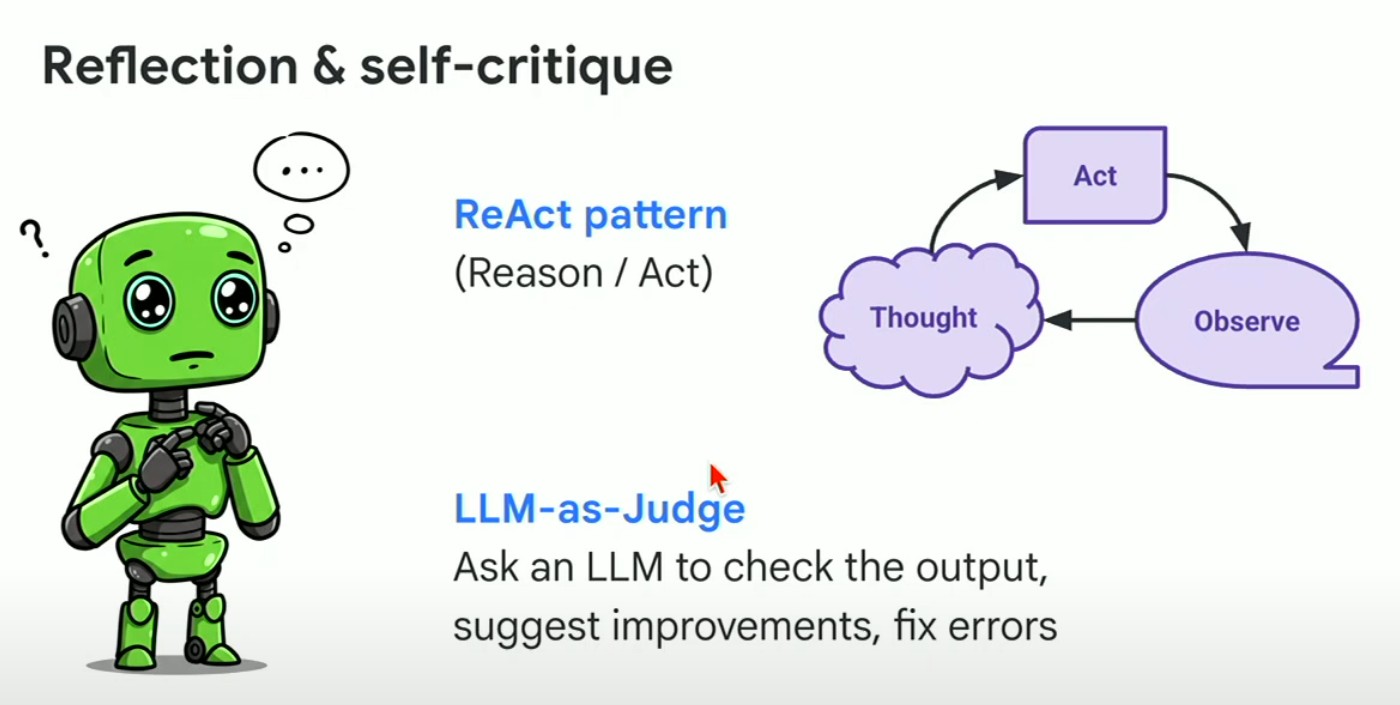 Reflection & self-critique
...
?
ReAct pattern
(Reason / Act)
Act
Thought
Observe
LLM-as-Judge
Ask an LLM to check the output,
suggest improvements, fix errors